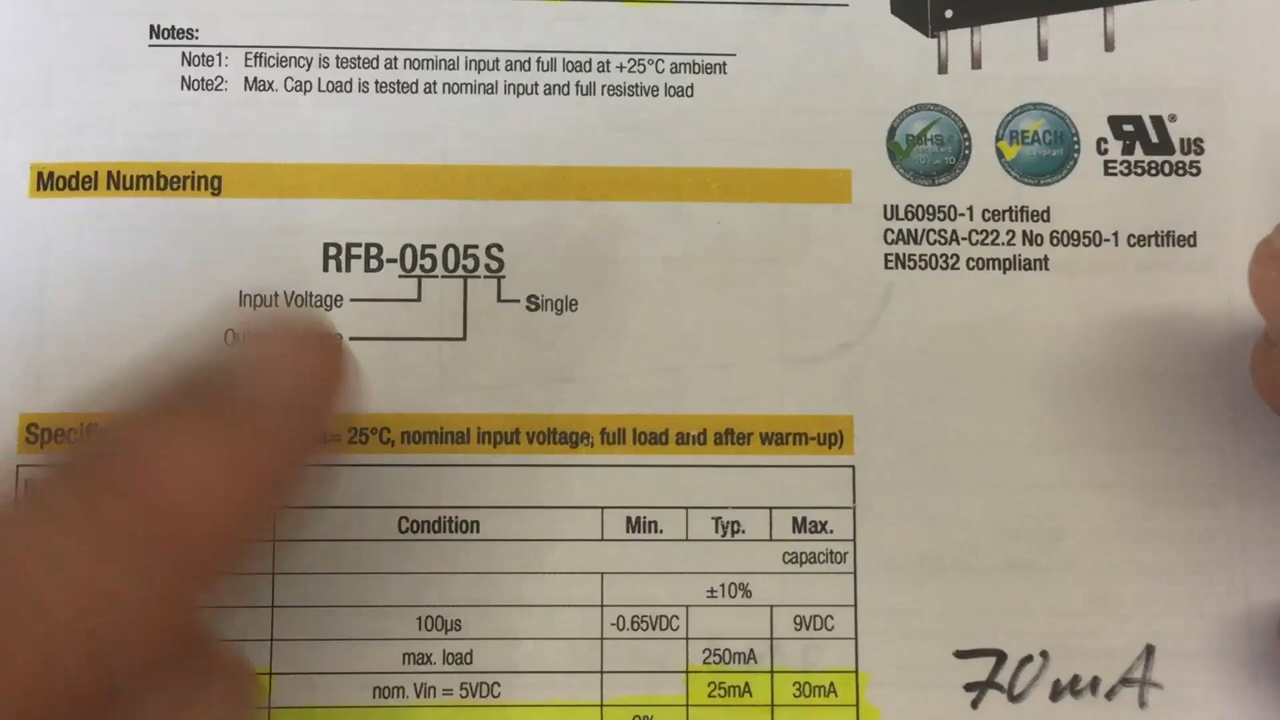 Notes:
Note1: Efficiency is tested at nominal input and full load at +25°C ambient
Note2: Max. Cap Load is tested at nominal input and full resistive load
RoHS
REACH
compliant
C US
E358085
Model Numbering
UL60950-1 certified
CAN/CSA-C22.2 No 60950-1 certified
EN55032 compliant
RFB-0505S
Input Voltage
Single
= 25°C, nominal input voltage, full load and after warm-up)
Condition Min. Typ. Max.
capacitor
±10%
100µs -0.65VDC 9VDC
max. load 250mA
nom. Vin = 5VDC 25mA 30mA
0%
70mA